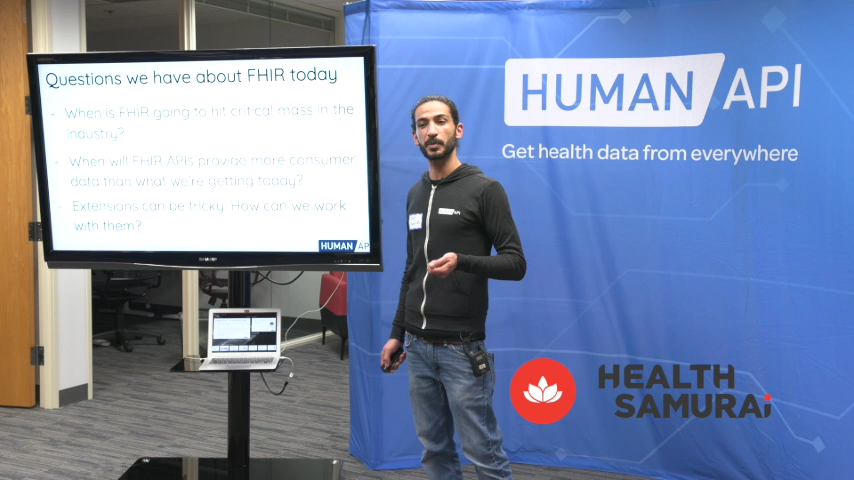 Questions we have about FHIR today
- When is FHIR going to hit critical mass in the
industry?
- When will FHIR APIs provide more consumer
data than what we're getting today?
- Extensions can be tricky. How can we work
with them?
HUMAN/AP
HUMAN/API
HUMAN/API
Get health data from everywhere
HEALTH
SAMURAi